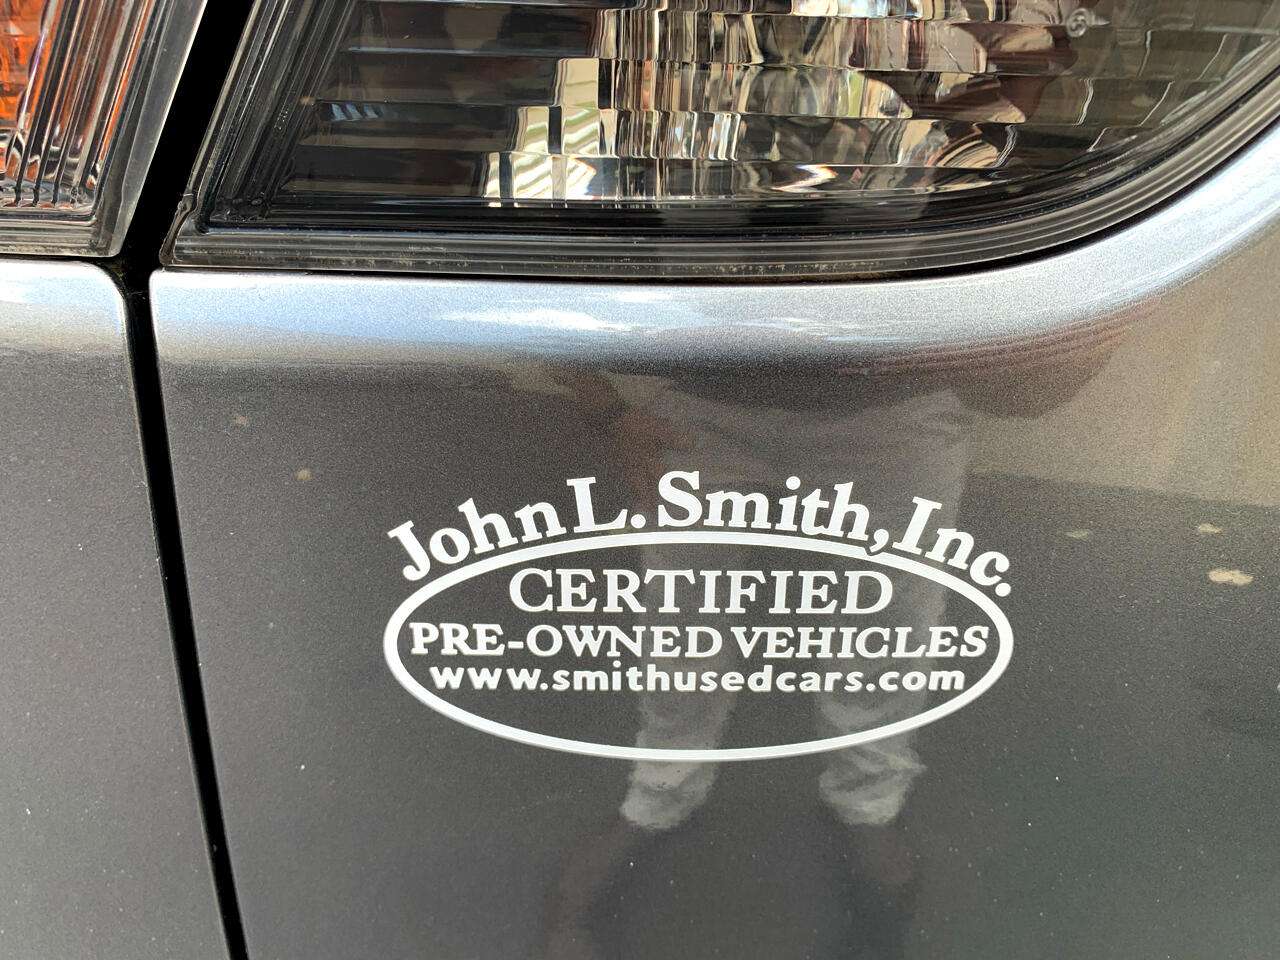 John L. Smith, Inc.
CERTIFIED
PRE-OWNED VEHICLES
www.smithusedcars.com